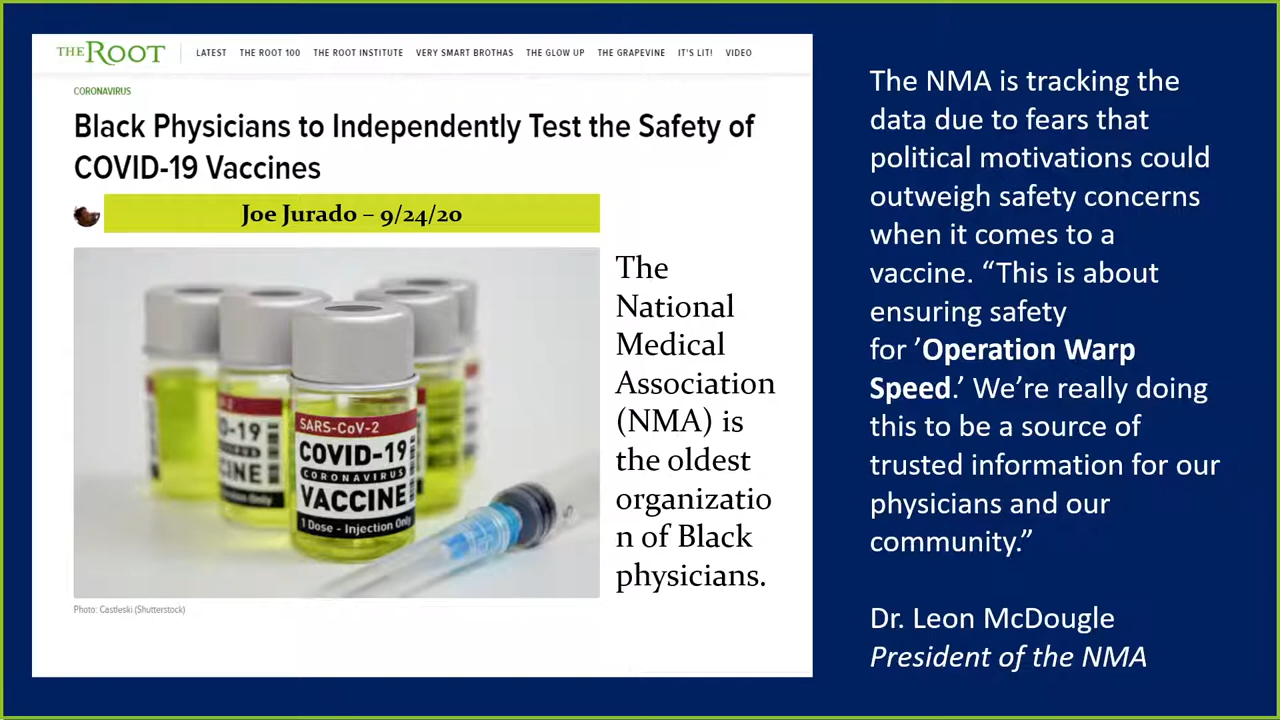 THE ROOT
LATEST THE ROOT 100 THE ROOT INSTITUTE VERY SMART BROTHAS THE GLOW UP THE GRAPEVINE IT'S LIT! VIDEO
CORONAVIRUS
Black Physicians to Independently Test the Safety of
COVID-19 Vaccines
Joe Jurado – 9/24/20
SARS-CoV-2
COVID-19
CORONAVIRUS
VACCINE
1 Dose - Injection Only
Photo: Castleski (Shutterstock)
The
National
Medical
Association
(NMA) is
the oldest
organizatio
n of Black
physicians.
The NMA is tracking the
data due to fears that
political motivations could
outweigh safety concerns
when it comes to a
vaccine. “This is about
ensuring safety
for ’Operation Warp
Speed.’ We’re really doing
this to be a source of
trusted information for our
physicians and our
community.”
Dr. Leon McDougle
President of the NMA